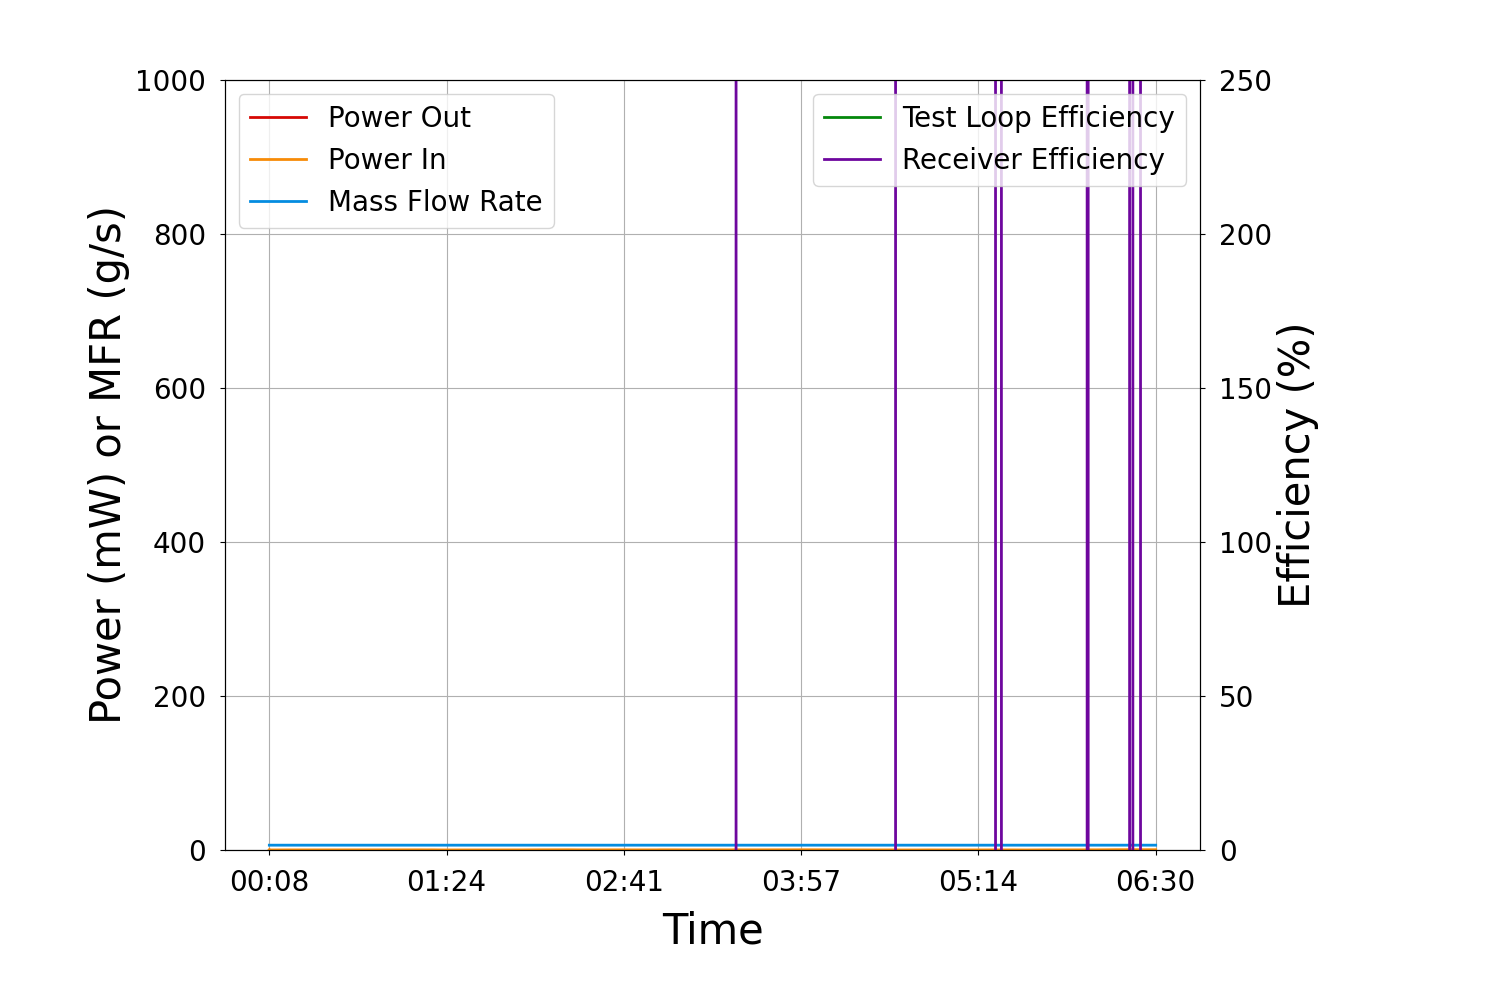 Power (mW) or MFR (g/s)
1000
800
600
400
200
0
Power Out
Power In
Mass Flow Rate
Test Loop Efficiency
Receiver Efficiency
250
200
150
100
50
0
Efficiency (%)
00:08 01:24 02:41 03:57 05:14 06:30
Time